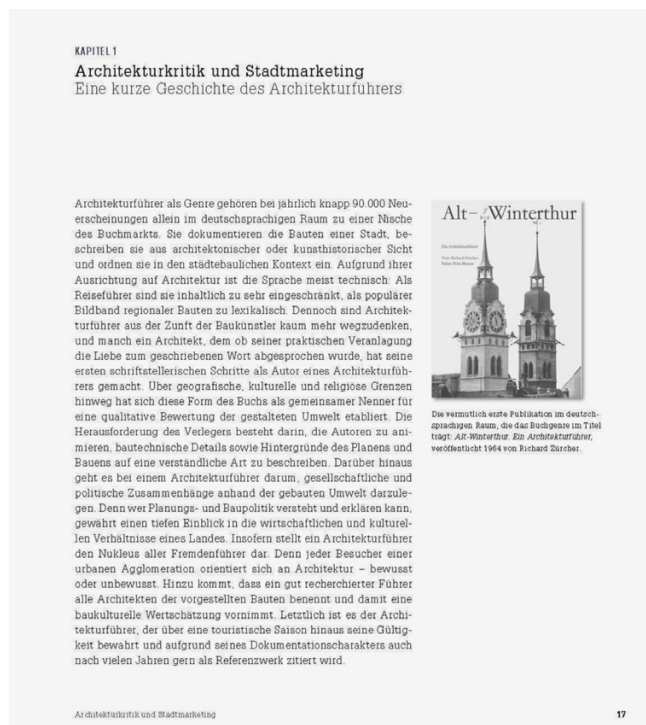 KAPITEL 1
Architekturkritik und Stadtmarketing
Eine kurze Geschichte des Architekturführers
Architekturführer als Genre gehören bei jährlich knapp 90.000 Neu-
erscheinungen allein im deutschsprachigen Raum zu einer Nische
des Buchmarkts. Sie dokumentieren die Bauten einer Stadt, be-
schreiben sie aus architektonischer oder kunsthistorischer Sicht
und ordnen sie in den städtebaulichen Kontext ein. Aufgrund ihrer
Ausrichtung auf Architektur ist die Sprache meist technisch: Als
Reiseführer sind sie inhaltlich zu sehr eingeschränkt, als populärer
Bildband regionaler Bauten zu lexikalisch. Dennoch sind Architek-
turführer aus der Zunft der Baukünstler kaum mehr wegzudenken,
und manch ein Architekt, dem ob seiner praktischen Veranlagung
die Liebe zum geschriebenen Wort abgesprochen wurde, hat seine
ersten schriftstellerischen Schritte als Autor eines Architekturfüh-
rers gemacht. Über geografische, kulturelle und religiöse Grenzen
hinweg hat sich diese Form des Buchs als gemeinsamer Nenner für
eine qualitative Bewertung der gestalteten Umwelt etabliert. Die
Herausforderung des Verlegers besteht darin, die Autoren zu ani-
mieren, bautechnische Details sowie Hintergründe des Planens und
Bauens auf eine verständliche Art zu beschreiben. Darüber hinaus
geht es bei einem Architekturführer darum, gesellschaftliche und
politische Zusammenhänge anhand der gebauten Umwelt darzule-
gen. Denn wer Planungs- und Baupolitik versteht und erklären kann,
gewährt einen tiefen Einblick in die wirtschaftlichen und kulturel-
len Verhältnisse eines Landes. Insofern stellt ein Architekturführer
den Nukleus aller Fremdenführer dar. Denn jeder Besucher einer
urbanen Agglomeration orientiert sich an Architektur – bewusst
oder unbewusst. Hinzu kommt, dass ein gut recherchierter Führer
alle Architekten der vorgestellten Bauten benennt und damit eine
baukulturelle Wertschätzung vornimmt. Letztlich ist es der Archi-
tekturführer, der über eine touristische Saison hinaus seine Gültig-
keit bewahrt und aufgrund seines Dokumentationscharakters auch
nach vielen Jahren gern als Referenzwerk zitiert wird.
Alt-Winterthur
Ein Architekturführer
Die vermutlich erste Publikation im deutsch-
sprachigen Raum, die das Buchgenre im Titel
trägt: Alt-Winterthur. Ein Architekturführer,
veröffentlicht 1964 von Richard Zürcher.
Architekturkritik und Stadtmarketing
17